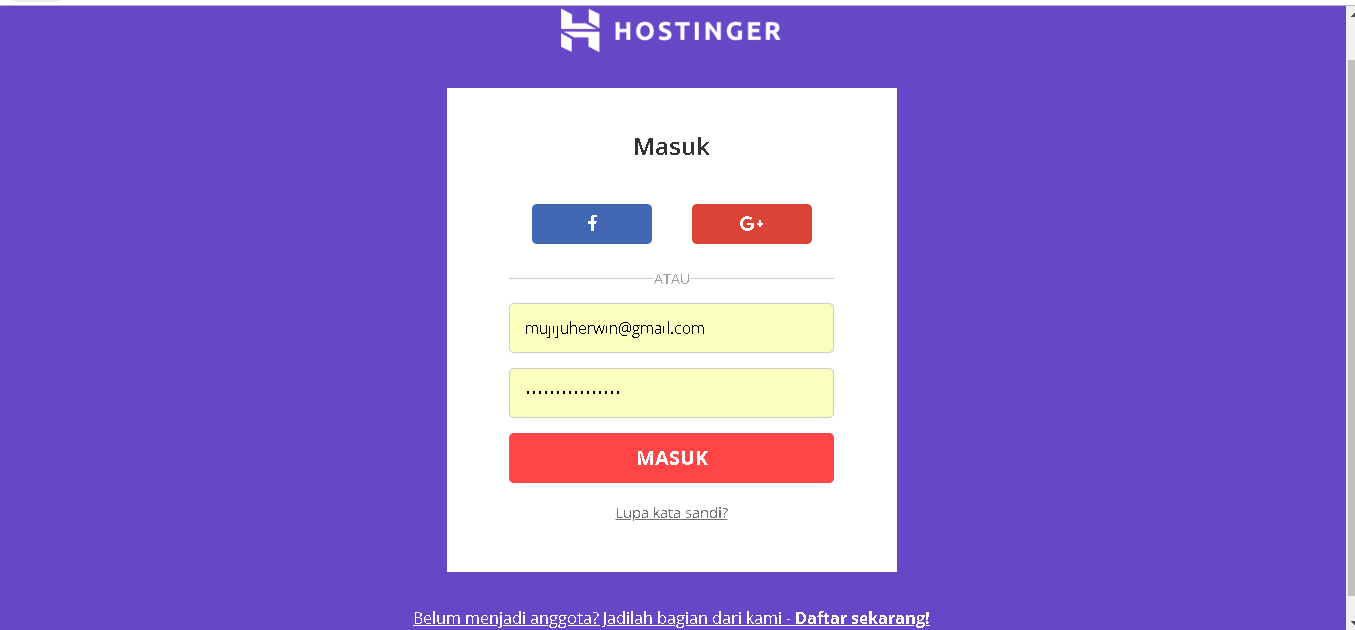 HOSTINGER
Masuk
f
G+
ATAU
mujijuherwin@gmail.com
••••••••••••••••
MASUK
Lupa kata sandi?
Belum menjadi anggota? Jadilah bagian dari kami - Daftar sekarang!